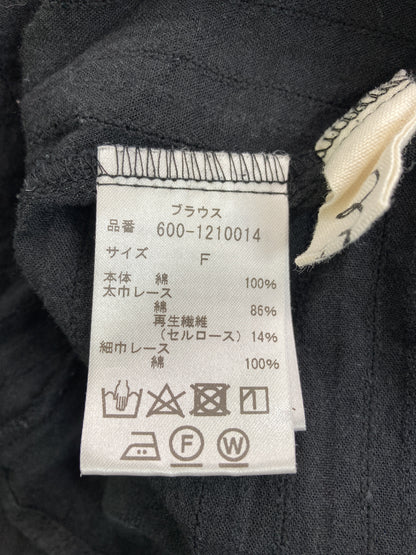 ブラウス
品番 600-1210014
サイズ F
本体 綿 100%
太巾レース
綿 86%
再生繊維
(セルロース) 14%
細巾レース
綿 100%
F W